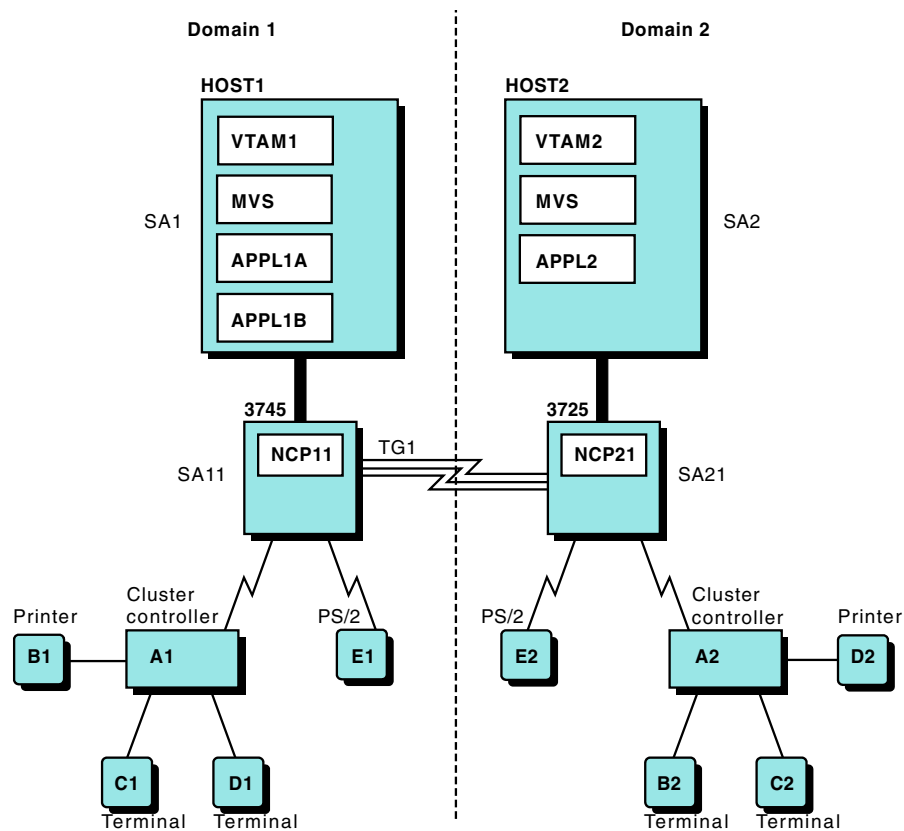 Domain 1
Domain 2
HOST1
HOST2
VTAM1
VTAM2
MVS
MVS
SA1
SA2
APPL1A
APPL2
APPL1B
3745
3725
NCP11
TG1
NCP21
SA11
SA21
Cluster
controller
Cluster
controller
Printer
PS/2
PS/2
Printer
B1
A1
E1
E2
A2
D2
C1
D1
B2
C2
Terminal
Terminal
Terminal
Terminal